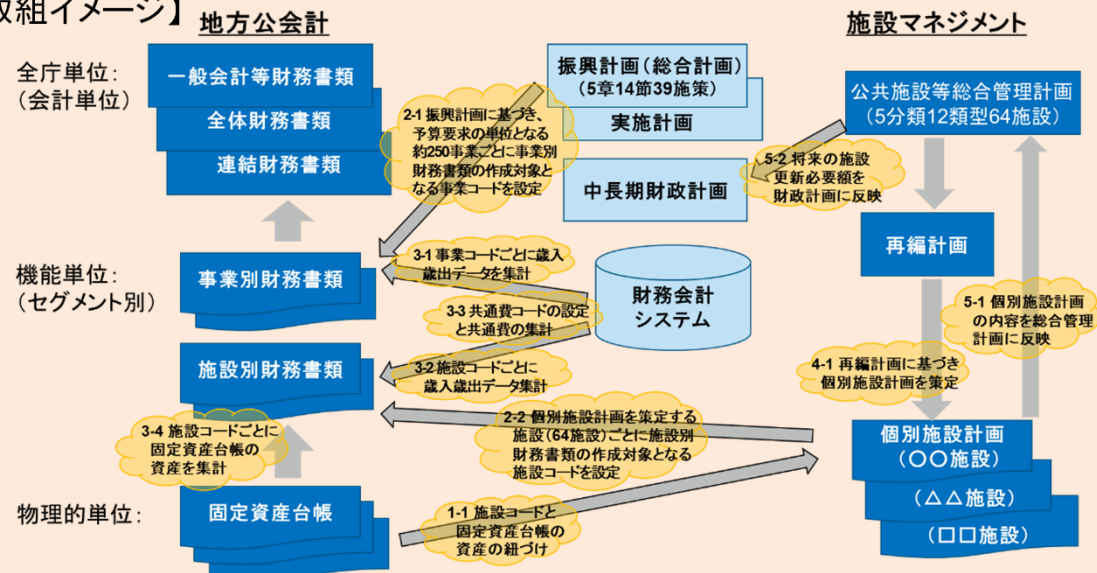 取組イメージ】
地方公会計
施設マネジメント
全庁単位:
(会計単位)
一般会計等財務書類
全体財務書類
連結財務書類
2-1 振興計画に基づき、
予算要求の単位となる
約250事業ごとに事業別
財務書類の作成対象と
なる事業コードを設定
振興計画(総合計画)
(5章14節39施策)
実施計画
中長期財政計画
5-2 将来の施設
更新必要額を
財政計画に反映
公共施設等総合管理計画
(5分類12類型64施設)
再編計画
機能単位:
(セグメント別)
事業別財務書類
3-1 事業コードごとに歳入
歳出データを集計
3-3 共通費コードの設定
と共通費の集計
3-2 施設コードごとに
歳入歳出データ集計
財務会計
システム
5-1 個別施設計画
の内容を総合管理
計画に反映
4-1 再編計画に基づき
個別施設計画を策定
施設別財務書類
2-2 個別施設計画を策定する
施設(64施設)ごとに施設別
財務書類の作成対象となる
施設コードを設定
3-4 施設コードごとに
固定資産台帳の
資産を集計
個別施設計画
(○○施設)
(△△施設)
(□□施設)
物理的単位:
固定資産台帳
1-1 施設コードと
固定資産台帳の
資産の紐づけ